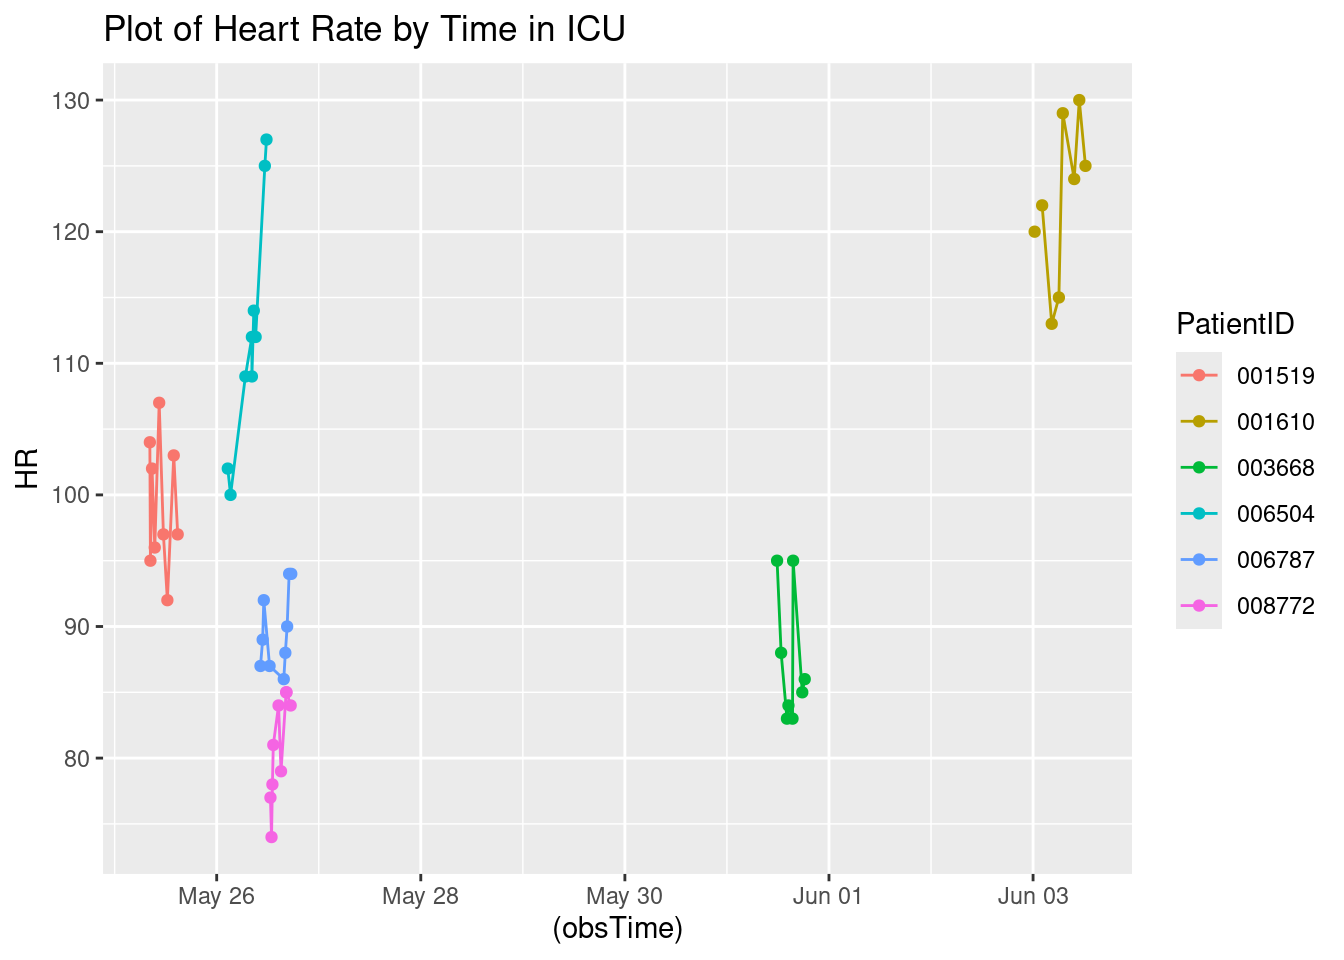 Plot of Heart Rate by Time in ICU
130
120
110
100
90
80
HR
May 26
May 28
May 30
Jun 01
Jun 03
(obsTime)
PatientID
001519
001610
003668
006504
006787
008772